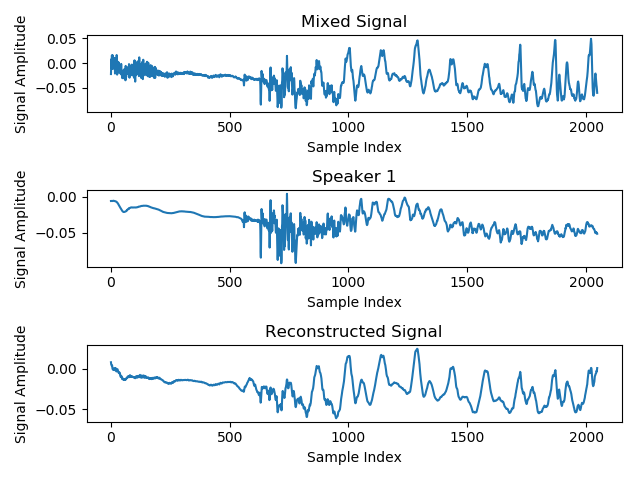 Mixed Signal
Signal Amplitude
0.05
0.00
−0.05
0 500 1000 1500 2000
Sample Index
Speaker 1
Signal Amplitude
0.00
−0.05
0 500 1000 1500 2000
Sample Index
Reconstructed Signal
Signal Amplitude
0.00
−0.05
0 500 1000 1500 2000
Sample Index